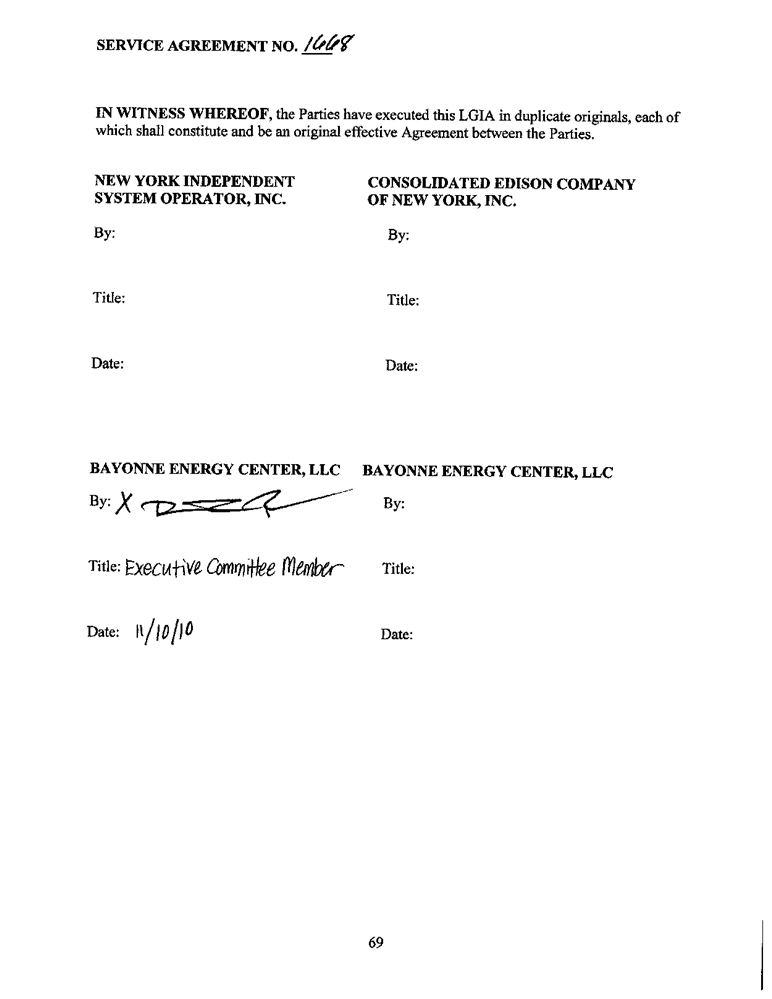 SERVICE AGREEMENT NO. 1668
IN WITNESS WHEREOF, the Parties have executed this LGIA in duplicate originals, each of
which shall constitute and be an original effective Agreement between the Parties.
NEW YORK INDEPENDENT
SYSTEM OPERATOR, INC.
CONSOLIDATED EDISON COMPANY
OF NEW YORK, INC.
By:
By:
Title:
Title:
Date:
Date:
BAYONNE ENERGY CENTER, LLC
BAYONNE ENERGY CENTER, LLC
By: X
By:
Title: Executive Committee Member
Title:
Date: 11/10/10
Date:
69